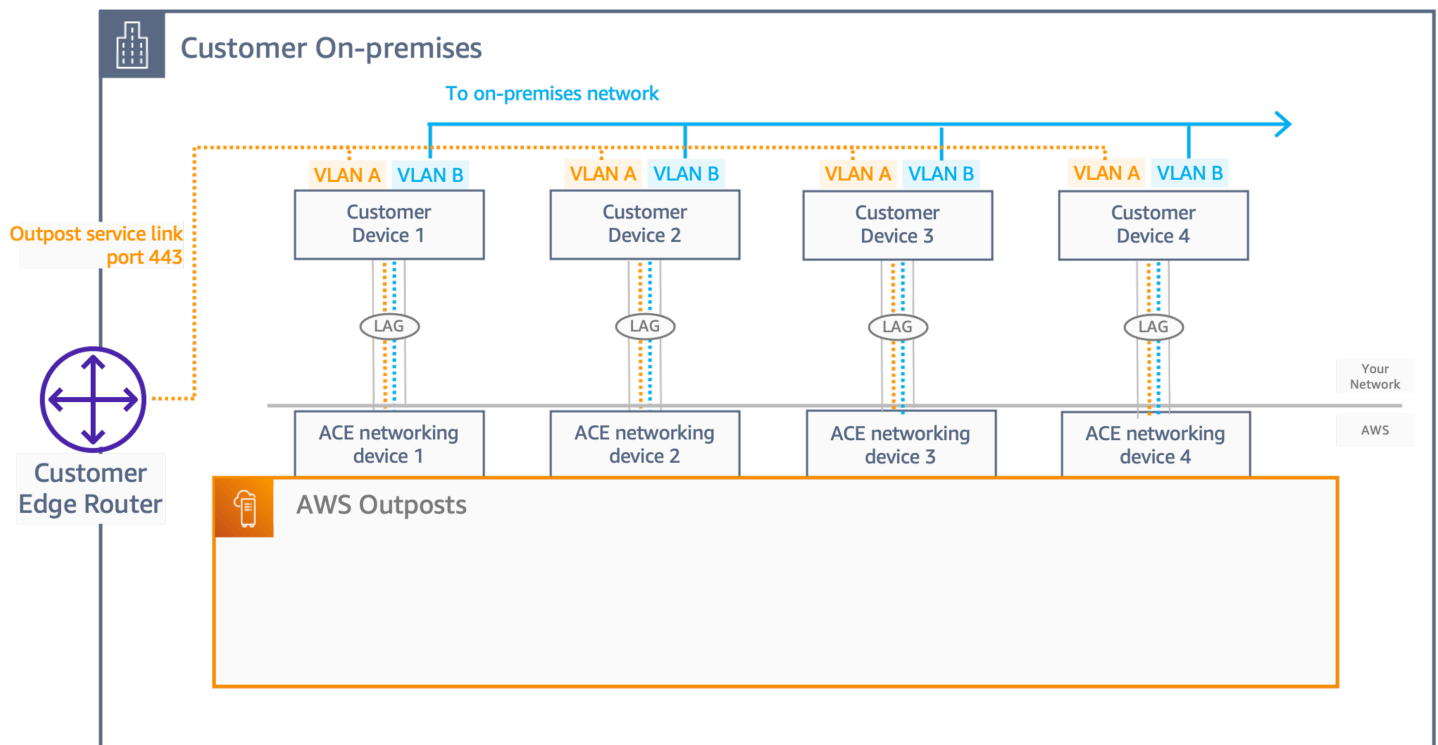 Customer On-premises
To on-premises network
VLAN A
VLAN B
VLAN A
VLAN B
VLAN A
VLAN B
VLAN A
VLAN B
Customer
Device 1
Customer
Device 2
Customer
Device 3
Customer
Device 4
Outpost service link
port 443
LAG
LAG
LAG
LAG
Your
Network
AWS
ACE networking
device 1
ACE networking
device 2
ACE networking
device 3
ACE networking
device 4
Customer
Edge Router
AWS Outposts